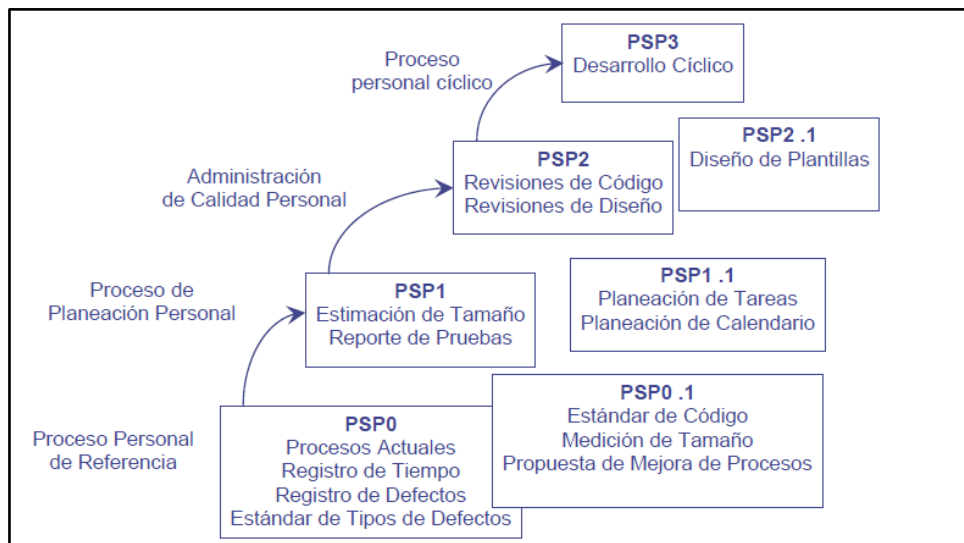 PSP3
Desarrollo Cíclico
Proceso
personal cíclico
PSP2 .1
Diseño de Plantillas
PSP2
Revisiones de Código
Revisiones de Diseño
Administración
de Calidad Personal
PSP1 .1
Planeación de Tareas
Planeación de Calendario
PSP1
Estimación de Tamaño
Reporte de Pruebas
Proceso de
Planeación Personal
PSP0 .1
Estándar de Código
Medición de Tamaño
Propuesta de Mejora de Procesos
PSP0
Procesos Actuales
Registro de Tiempo
Registro de Defectos
Estándar de Tipos de Defectos
Proceso Personal
de Referencia